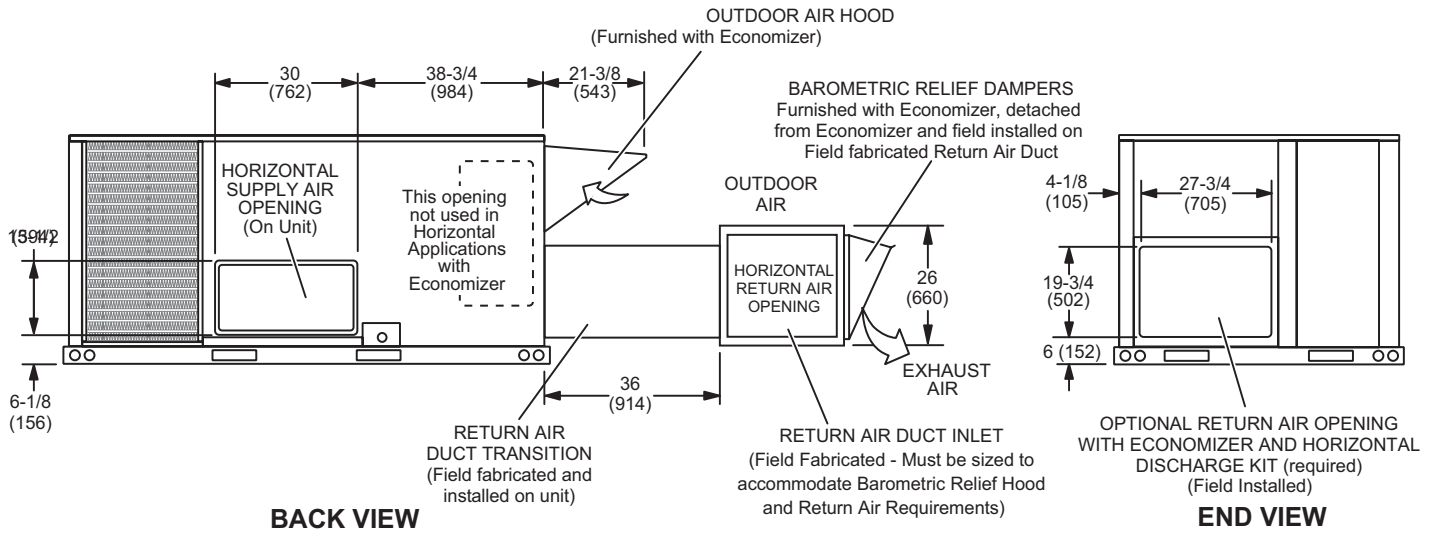 OUTDOOR AIR HOOD
(Furnished with Economizer)
30
(762)
38-3/4
(984)
21-3/8
(543)
BAROMETRIC RELIEF DAMPERS
Furnished with Economizer, detached
from Economizer and field installed on
Field fabricated Return Air Duct
HORIZONTAL
SUPPLY AIR
OPENING
(On Unit)
This opening
not used in
Horizontal
Applications
with
Economizer
OUTDOOR
AIR
HORIZONTAL
RETURN AIR
OPENING
26
(660)
EXHAUST
AIR
6-1/8
(156)
36
(914)
RETURN AIR
DUCT TRANSITION
(Field fabricated and
installed on unit)
RETURN AIR DUCT INLET
(Field Fabricated - Must be sized to
accommodate Barometric Relief Hood
and Return Air Requirements)
BACK VIEW
4-1/8
(105)
27-3/4
(705)
19-3/4
(502)
6 (152)
OPTIONAL RETURN AIR OPENING
WITH ECONOMIZER AND HORIZONTAL
DISCHARGE KIT (required)
(Field Installed)
END VIEW